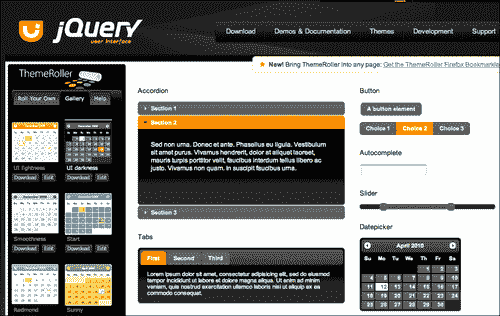 jQuery
user interface
Download Demos & Documentation Themes Development Support
New! Bring ThemeRoller into any page: Get the ThemeRoller Firefox Bookmarklet
ThemeRoller
Roll Your Own Gallery Help
UI lightness UI darkness
Download Edit Download Edit
Smoothness Start
Download Edit Download Edit
Redmond Sunny
Accordion
Section 1
Section 2
Sed non urna. Donec et ante. Phasellus eu ligula. Vestibulum
sit amet purus. Vivamus hendrerit, dolor at aliquet laoreet,
mauris turpis porttitor velit, faucibus interdum tellus libero ac
justo. Vivamus non quam. In suscipit faucibus urna.
Section 3
Tabs
First Second Third
Lorem ipsum dolor sit amet, consectetur adipisicing elit, sed do eiusmod
tempor incididunt ut labore et dolore magna aliqua. Ut enim ad minim
veniam, quis nostrud exercitation ullamco laboris nisi ut aliquip ex ea
commodo consequat.
Button
A button element
Choice 1 Choice 2 Choice 3
Autocomplete
Slider
Datepicker
April 2010
Su Mo Tu We Th Fr Sa
1 2 3
4 5 6 7 8 9 10
11 12 13 14 15 16 17
18 19 20 21 22 23 24
25 26 27 28 29 30